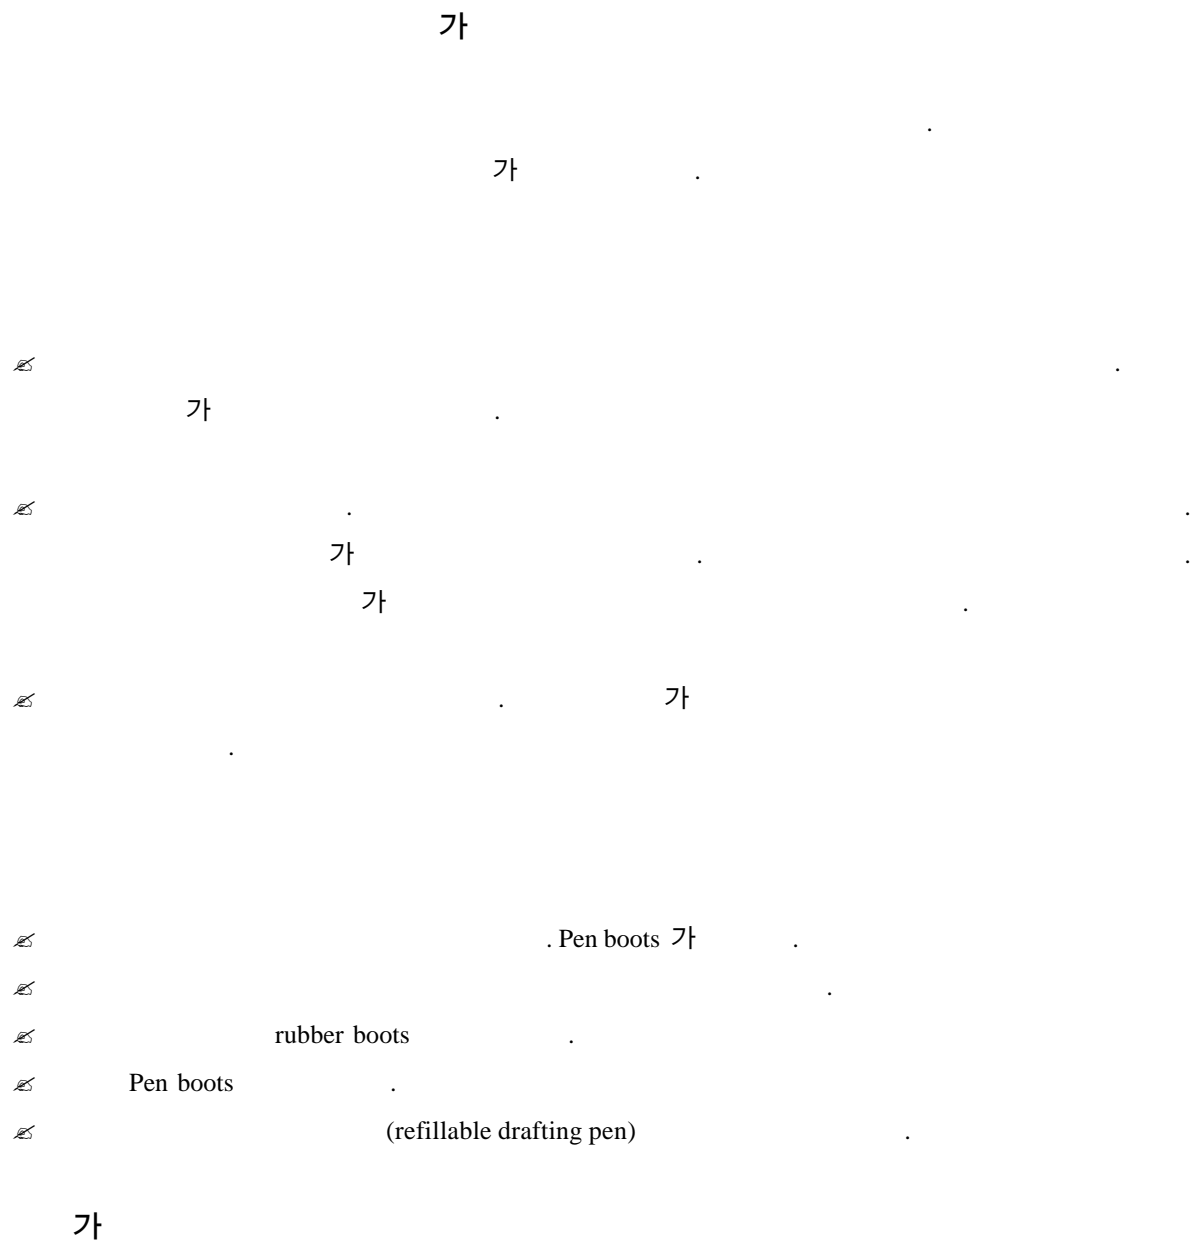 가
.
가 .
✍ .
가 .
✍ . .
가 . .
가 .
✍ . 가
.
✍ . Pen boots 가 .
✍ .
✍ rubber boots .
✍ Pen boots .
✍ (refillable drafting pen) .
가